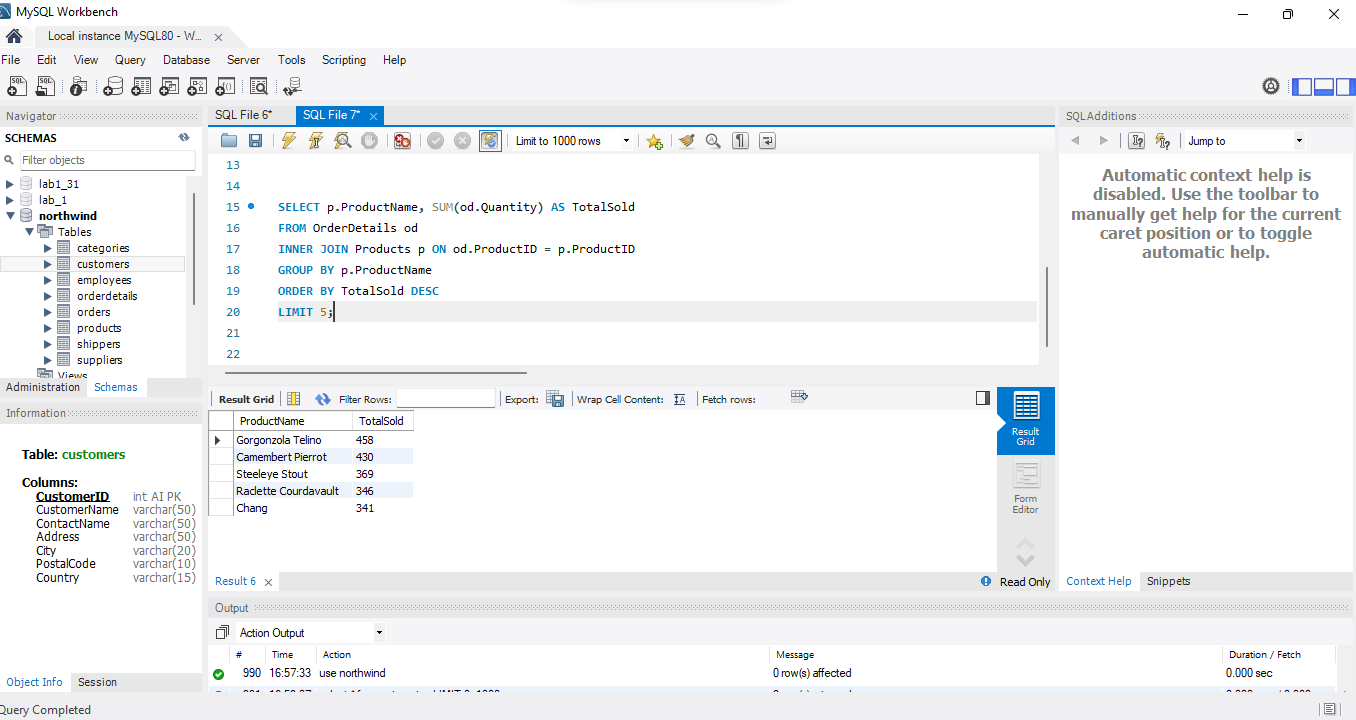 MySQL Workbench
Local instance MySQL80 - W...
File Edit View Query Database Server Tools Scripting Help
Navigator
SCHEMAS
Filter objects
lab1_31
lab_1
northwind
Tables
categories
customers
employees
orderdetails
orders
products
shippers
suppliers
Views
Administration Schemas
Information
Table: customers
Columns:
CustomerID int AI PK
CustomerName varchar(50)
ContactName varchar(50)
Address varchar(50)
City varchar(20)
PostalCode varchar(10)
Country varchar(15)
Object Info Session
Query Completed
SQL File 6* SQL File 7*
Limit to 1000 rows
13
14
15 SELECT p.ProductName, SUM(od.Quantity) AS TotalSold
16 FROM OrderDetails od
17 INNER JOIN Products p ON od.ProductID = p.ProductID
18 GROUP BY p.ProductName
19 ORDER BY TotalSold DESC
20 LIMIT 5;
21
22
Result Grid Filter Rows: Export: Wrap Cell Content: Fetch rows:
ProductName TotalSold
Gorgonzola Telino 458
Camembert Pierrot 430
Steeleye Stout 369
Raclette Courdavault 346
Chang 341
Result
Grid
Form
Editor
Result 6 Read Only
Output
Action Output
# Time Action Message Duration / Fetch
990 16:57:33 use northwind 0 row(s) affected 0.000 sec
SQLAdditions
Jump to
Automatic context help is
disabled. Use the toolbar to
manually get help for the current
caret position or to toggle
automatic help.
Context Help Snippets